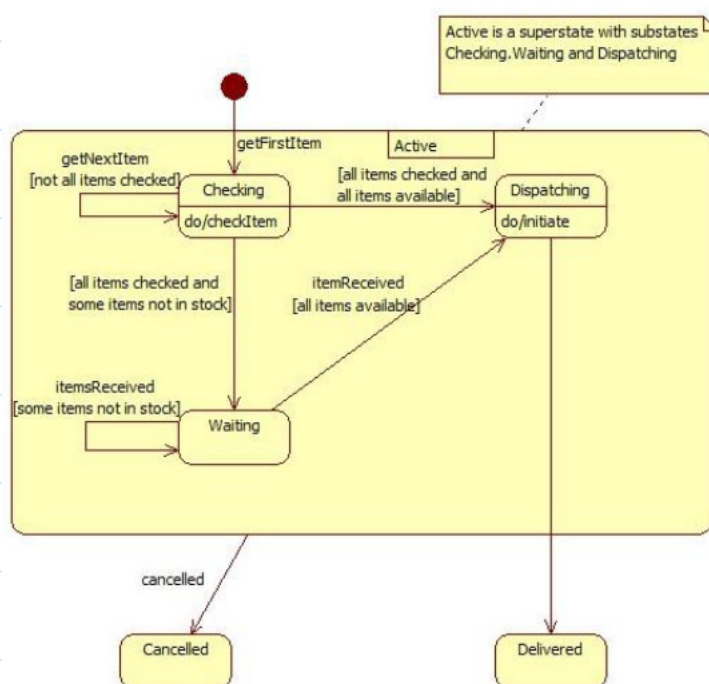 Active is a superstate with substates
Checking.Waiting and Dispatching
getFirstItem
Active
getNextItem
[not all items checked]
Checking
do/checkItem
[all items checked and
all items available]
Dispatching
do/initiate
[all items checked and
some items not in stock]
itemReceived
[all items available]
itemsReceived
[some items not in stock]
Waiting
cancelled
Cancelled
Delivered